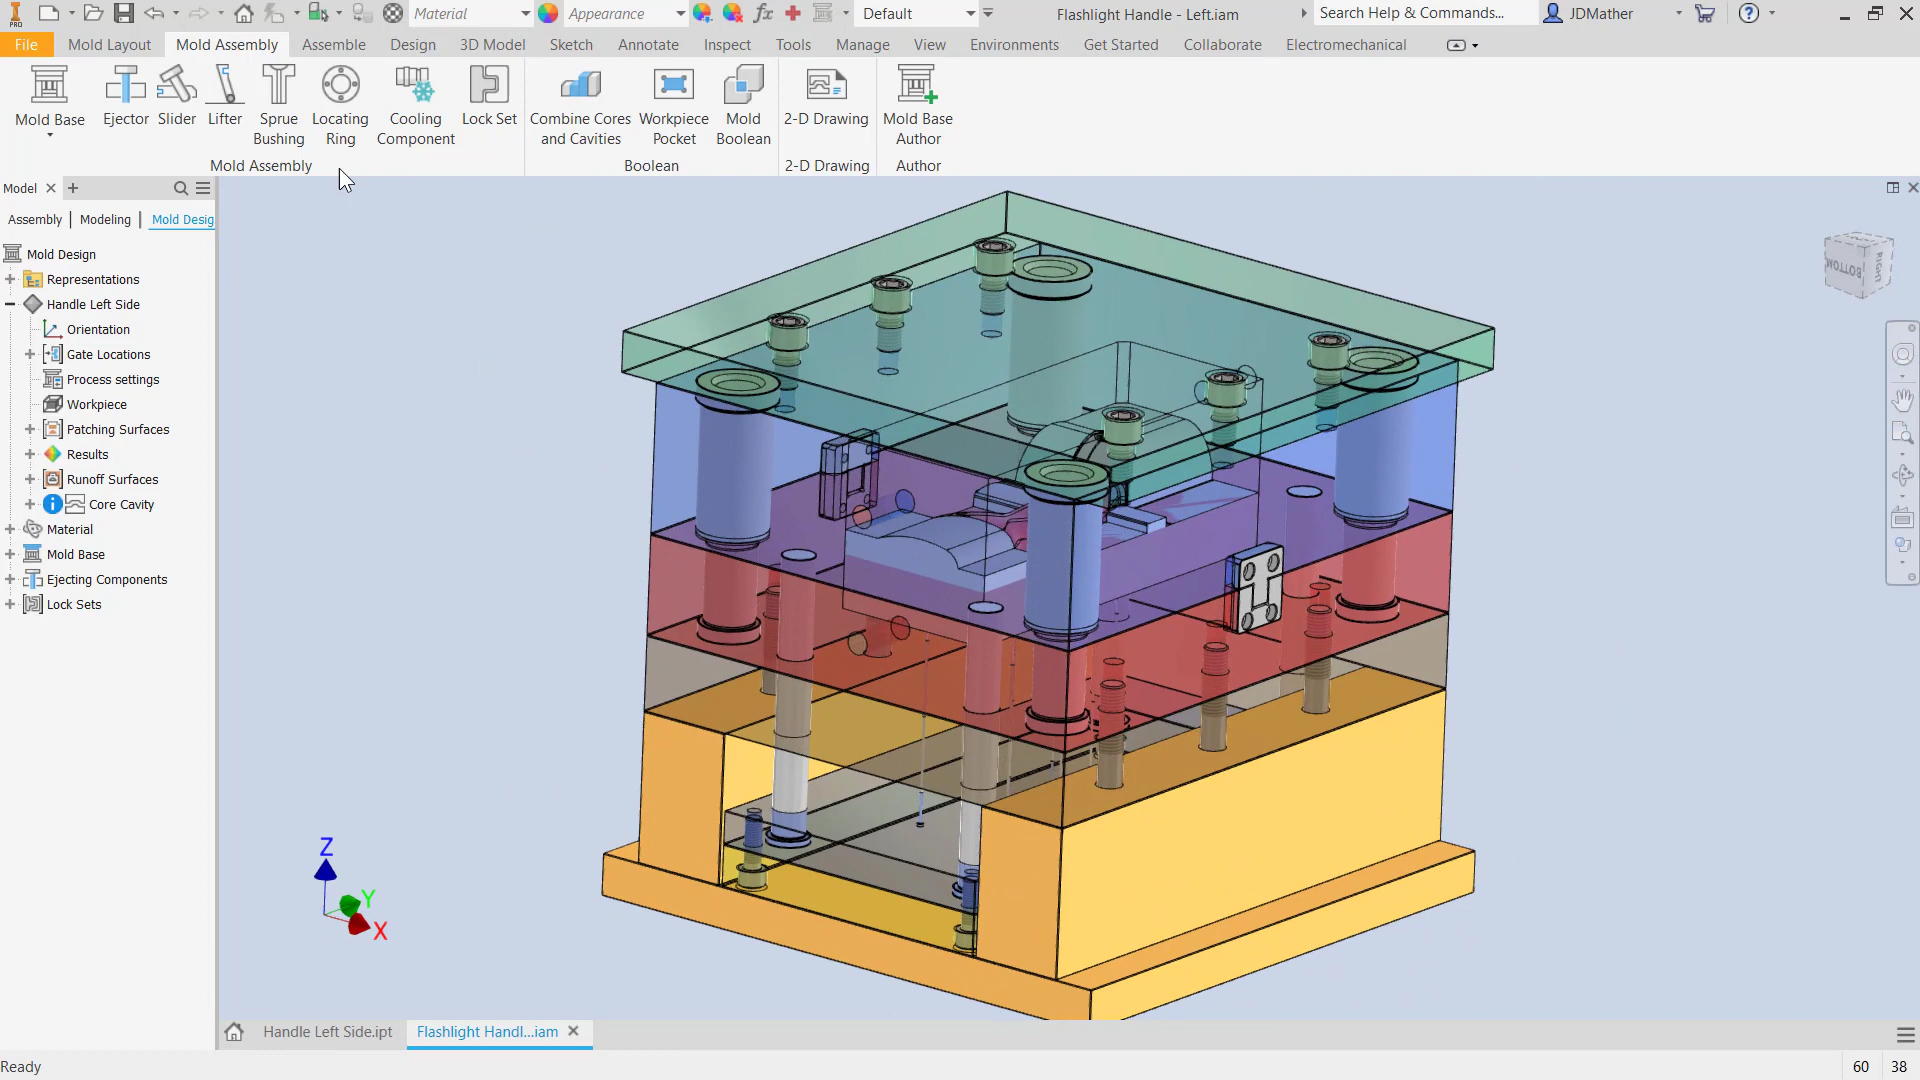 PRO
Material
Appearance
fx
Default
Flashlight Handle - Left.iam
Search Help & Commands...
JDMather
File
Mold Layout
Mold Assembly
Assemble
Design
3D Model
Sketch
Annotate
Inspect
Tools
Manage
View
Environments
Get Started
Collaborate
Electromechanical
Mold Base
Ejector
Slider
Lifter
Sprue
Bushing
Locating
Ring
Cooling
Component
Lock Set
Combine Cores
and Cavities
Workpiece
Pocket
Mold
Boolean
2-D Drawing
Mold Base
Author
Mold Assembly
Boolean
2-D Drawing
Author
Model
Assembly
Modeling
Mold Desig
Mold Design
Representations
Handle Left Side
Orientation
Gate Locations
Process settings
Workpiece
Patching Surfaces
Results
Runoff Surfaces
Core Cavity
Material
Mold Base
Ejecting Components
Lock Sets
BOTTOM
RIGHT
Z
Y
X
Handle Left Side.ipt
Flashlight Handl...iam
Ready
60
38